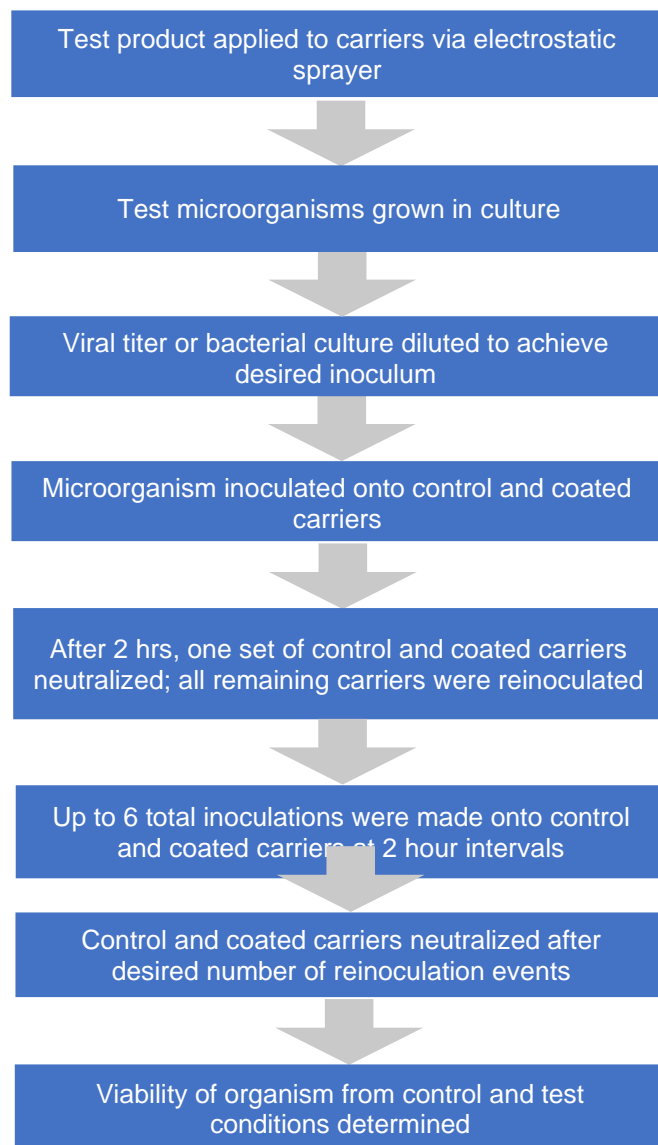 Test product applied to carriers via electrostatic
sprayer
Test microorganisms grown in culture
Viral titer or bacterial culture diluted to achieve
desired inoculum
Microorganism inoculated onto control and coated
carriers
After 2 hrs, one set of control and coated carriers
neutralized; all remaining carriers were reinoculated
Up to 6 total inoculations were made onto control
and coated carriers at 2 hour intervals
Control and coated carriers neutralized after
desired number of reinoculation events
Viability of organism from control and test
conditions determined